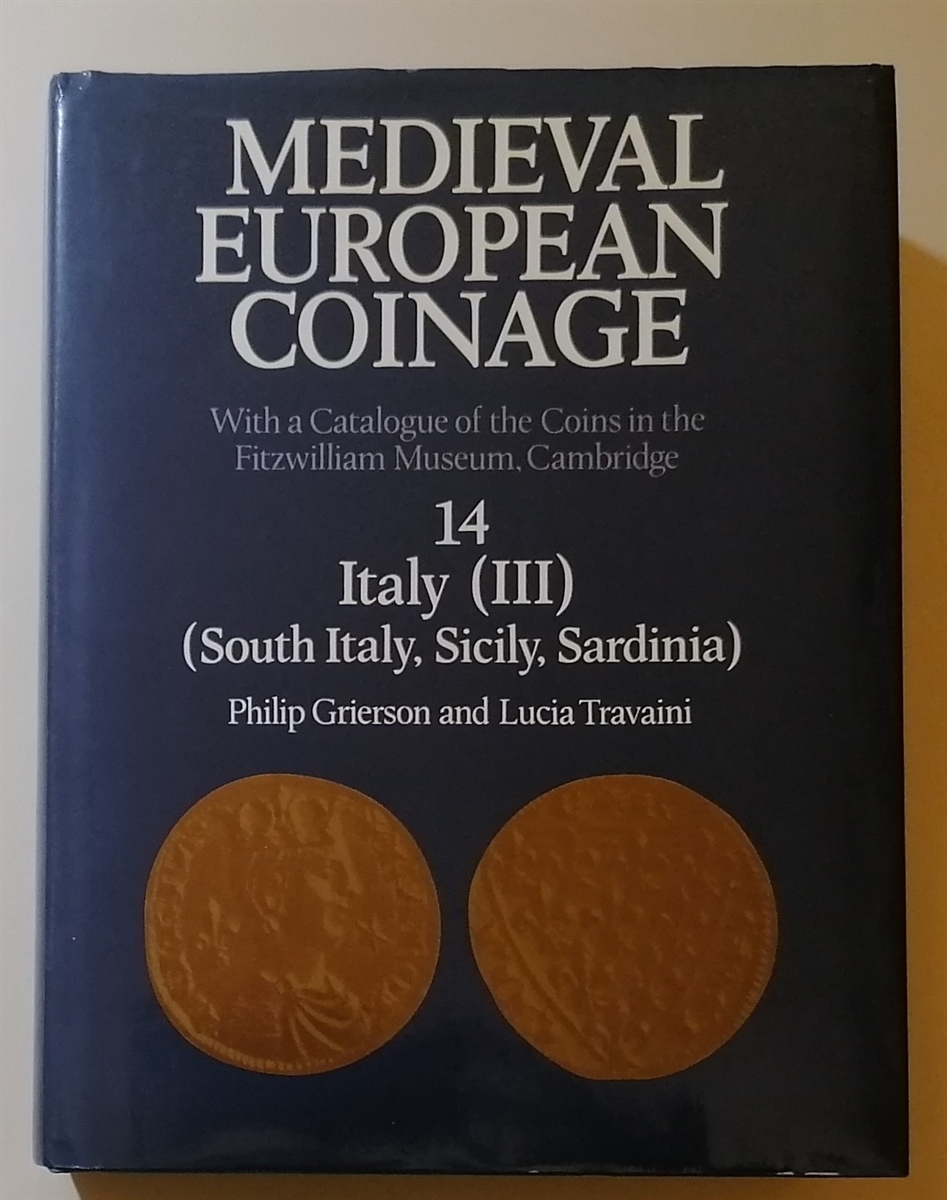 MEDIEVAL
EUROPEAN
COINAGE
With a Catalogue of the Coins in the
Fitzwilliam Museum, Cambridge
14
Italy (III)
(South Italy, Sicily, Sardinia)
Philip Grierson and Lucia Travaini